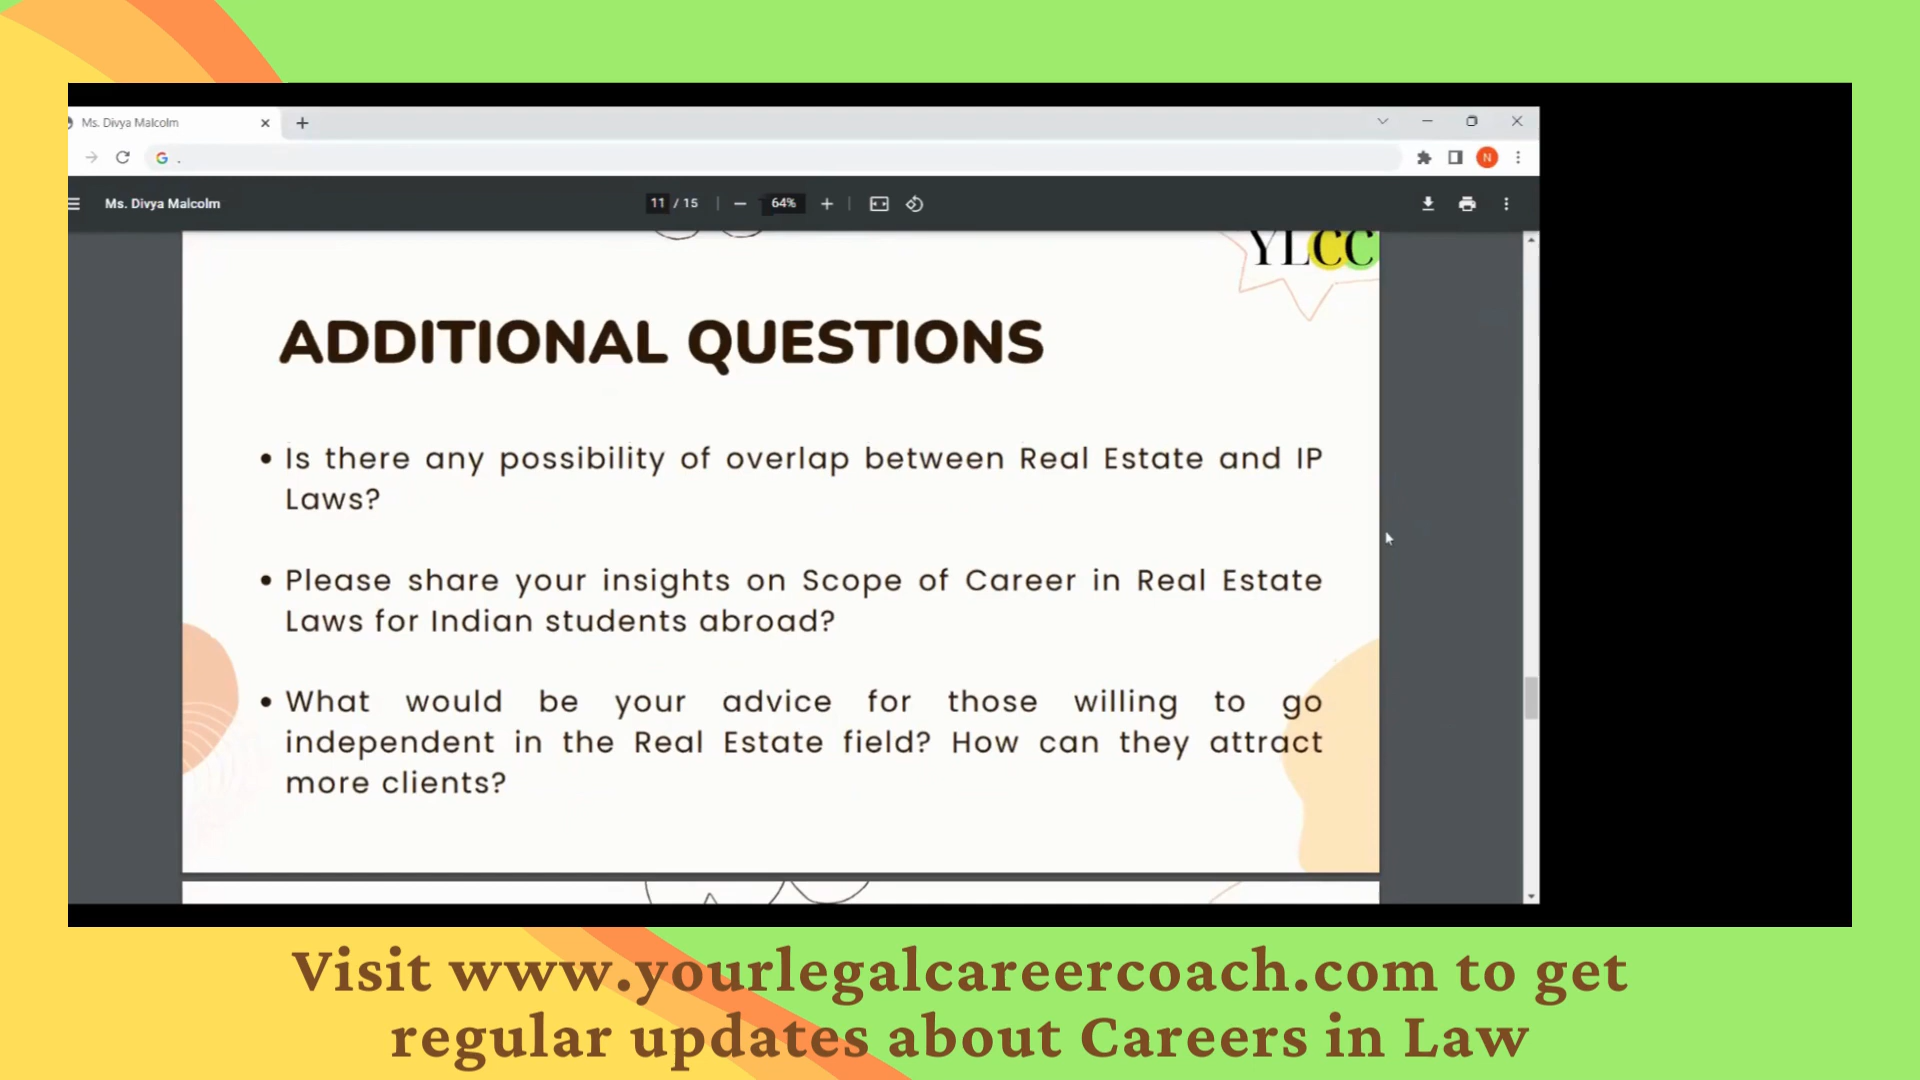 Ms. Divya Malcolm
.
Ms. Divya Malcolm
11 / 15
64%
N
YLCC
ADDITIONAL QUESTIONS
• Is there any possibility of overlap between Real Estate and IP
Laws?
• Please share your insights on Scope of Career in Real Estate
Laws for Indian students abroad?
• What would be your advice for those willing to go
independent in the Real Estate field? How can they attract
more clients?
Visit www.yourlegalcareercoach.com to get
regular updates about Careers in Law